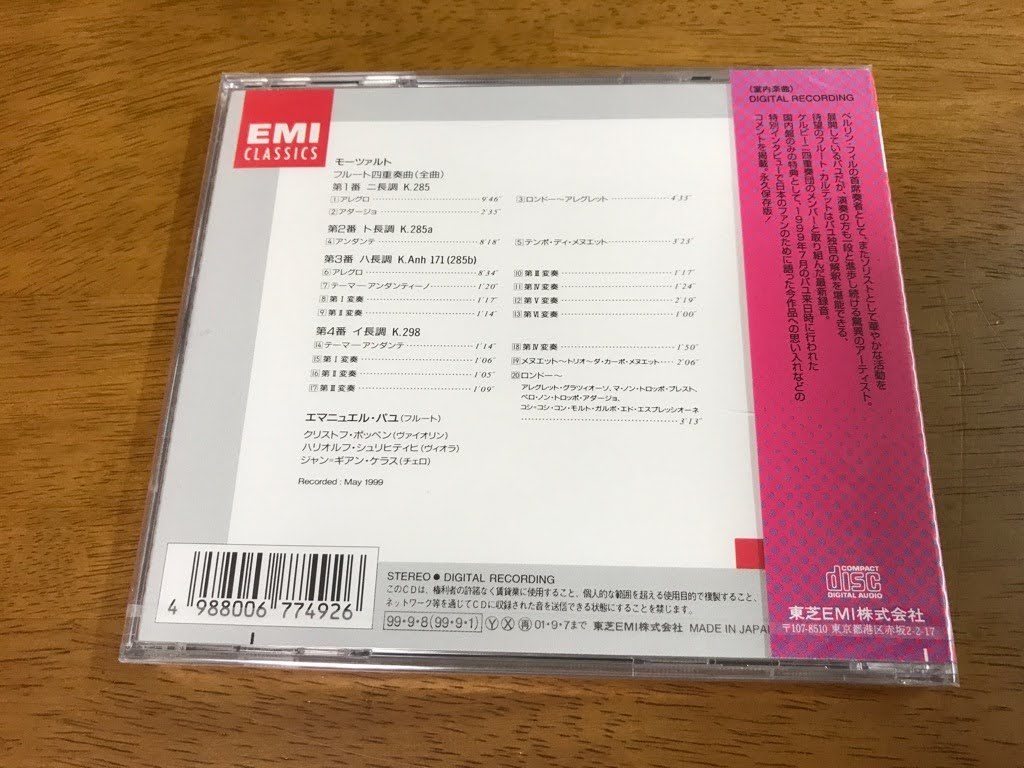 EMI
CLASSICS
モーツァルト
フルート四重奏曲(全曲)
第1番 ニ長調 K.285
①アレグロ 9'46"
②アダージョ 2'35"
③ロンドー〜アレグレット 4'33"
第2番 ト長調 K.285a
④アンダンテ 8'18"
⑤テンポ・ディ・メヌエット 3'23"
第3番 ハ長調 K.Anh 171(285b)
⑥アレグロ 8'34"
⑦テーマーアンダンティーノ 1'20"
⑧第Ⅰ変奏 1'17"
⑨第Ⅱ変奏 1'14"
⑩第Ⅲ変奏 1'17"
⑪第Ⅳ変奏 1'24"
⑫第Ⅴ変奏 2'19"
⑬第Ⅵ変奏 1'00"
第4番 イ長調 K.298
⑭テーマーアンダンテ 1'14"
⑮第Ⅰ変奏 1'06"
⑯第Ⅱ変奏 1'05"
⑰第Ⅲ変奏 1'09"
⑱第Ⅳ変奏 1'50"
⑲メヌエット〜トリオ−ダ・カーポ・メヌエット 2'06"
⑳ロンドー〜
アレグレット・グラツィオーソ、マ・ノン・トロッポ・プレスト、
ペロ・ノン・トロッポ・アダージョ、
コシ・コシ・コン・モルト・ガルボ・エド・エスプレッシオーネ
3'13"
エマニュエル・パユ(フルート)
クリストフ・ポッペン(ヴァイオリン)
ハリオルフ・シュリヒティヒ(ヴィオラ)
ジャン=ギアン・ケラス(チェロ)
Recorded : May 1999
4 988006 774926
STEREO ● DIGITAL RECORDING
このCDは、権利者の許諾なく賃貸業に使用すること、個人的な範囲を超える使用目的で複製すること、
ネットワーク等を通じてCDに収録された音を送信できる状態にすることを禁じます。
99・9・8(99・9・1) Ⓨ Ⓧ 再 01・9・7まで 東芝EMI株式会社 MADE IN JAPAN
〈室内楽曲〉
DIGITAL RECORDING
ベルリン・フィルの首席奏者として、またソリストとして華やかな活動を
展開しているパユだが、演奏の方も一段と進歩し続ける驚異のアーティスト。
待望のフルート・カルテットはパユ独自の解釈を堪能できる、
ケルビーニ四重奏団のメンバーと取り組んだ最新録音。
国内盤のみの特典として、1999年7月のパユ来日時に行われた
特別インタビューで日本のファンのために語った今作品への思い入れなどの
コメントを掲載。永久保存版!
COMPACT
disc
DIGITAL AUDIO
東芝EMI株式会社
〒107-8510 東京都港区赤坂2-2-17